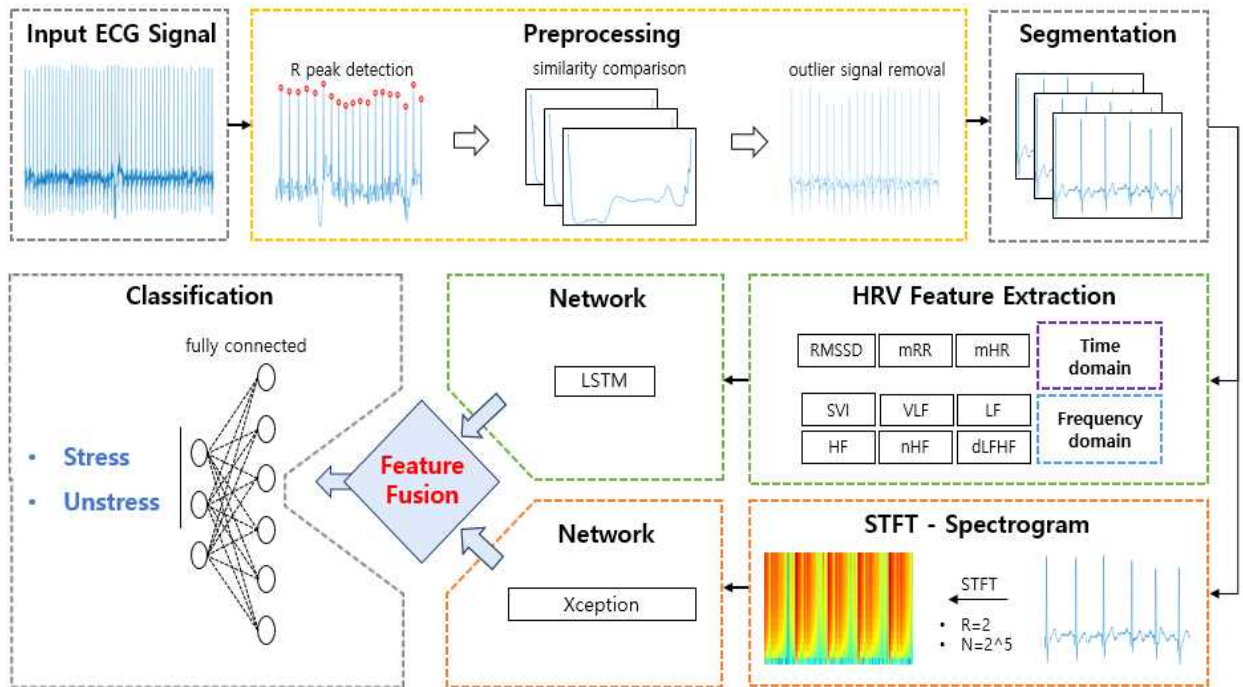 Input ECG Signal
Preprocessing
R peak detection
similarity comparison
outlier signal removal
Segmentation
HRV Feature Extraction
RMSSD mRR mHR
Time
domain
SVI VLF LF
HF nHF dLFHF
Frequency
domain
Network
LSTM
STFT - Spectrogram
STFT
• R=2
• N=2^5
Network
Xception
Feature
Fusion
Classification
fully connected
• Stress
• Unstress